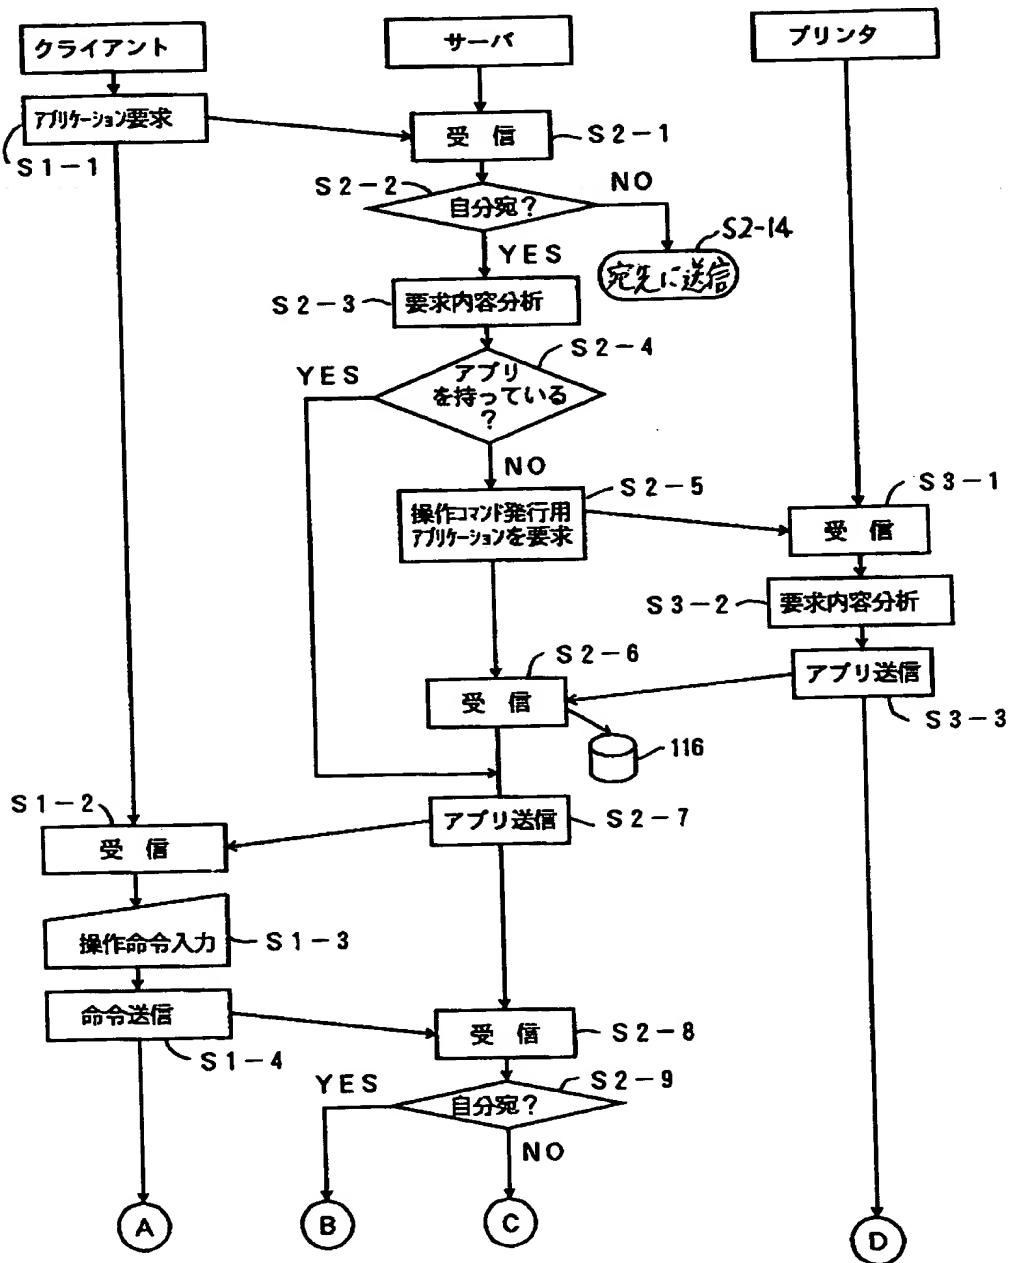 クライアント
サーバ
プリンタ
アプリケーション要求
S1-1
受 信
S2-1
S2-2
自分宛?
NO
S2-14
宛先に送信
YES
S2-3
要求内容分析
S2-4
YES
アプリ
を持っている
?
NO
S2-5
操作コマンド発行用
アプリケーションを要求
S3-1
受 信
S3-2
要求内容分析
S2-6
受 信
アプリ送信
S3-3
116
S1-2
受 信
アプリ送信
S2-7
操作命令入力
S1-3
命令送信
S1-4
受 信
S2-8
YES
S2-9
自分宛?
NO
A
B
C
D